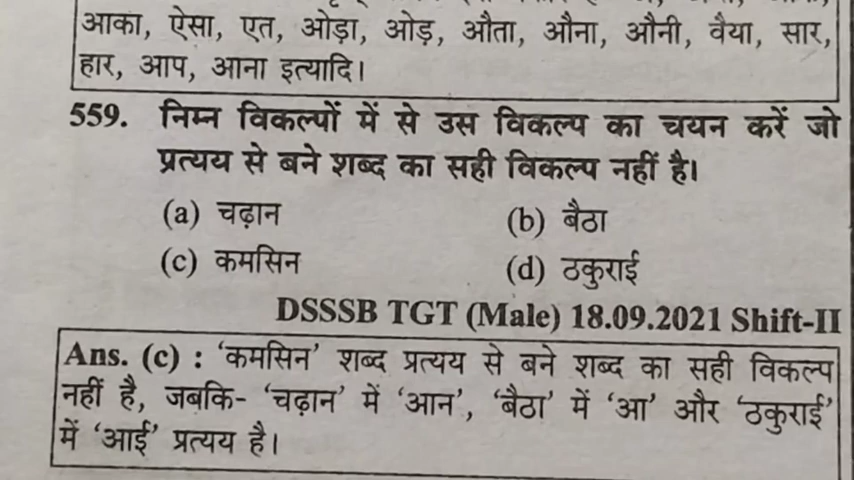 आका, ऐसा, एत, ओड़ा, ओड़, औता, औना, औनी, वैया, सार,
हार, आप, आना इत्यादि।
559. निम्न विकल्पों में से उस विकल्प का चयन करें जो
प्रत्यय से बने शब्द का सही विकल्प नहीं है।
(a) चढ़ान (b) बैठा
(c) कमसिन (d) ठकुराई
DSSSB TGT (Male) 18.09.2021 Shift-II
Ans. (c) : ‘कमसिन’ शब्द प्रत्यय से बने शब्द का सही विकल्प
नहीं है, जबकि- ‘चढ़ान’ में ‘आन’, ‘बैठा’ में ‘आ’ और ‘ठकुराई’
में ‘आई’ प्रत्यय है।